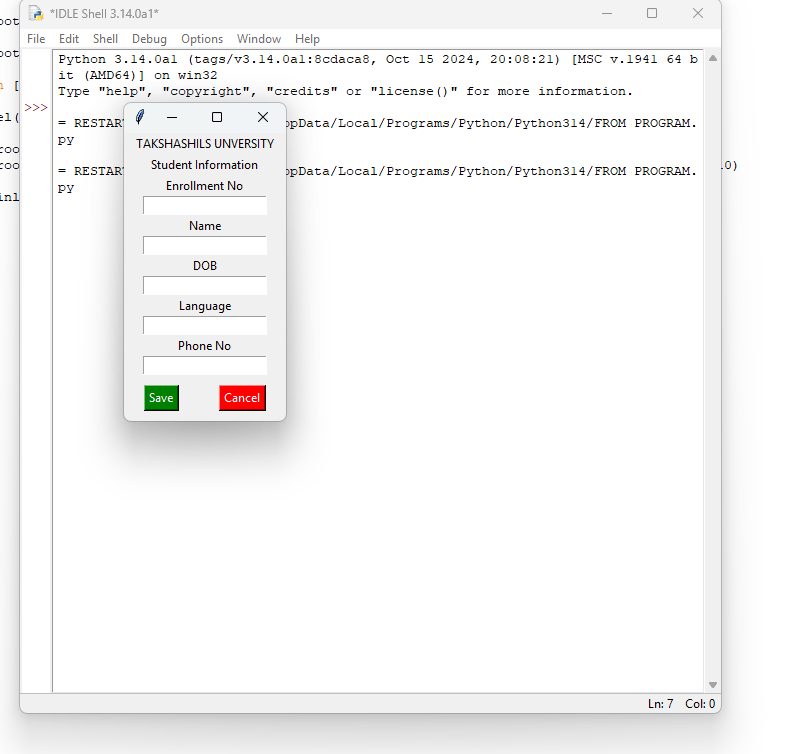 *IDLE Shell 3.14.0a1*
File Edit Shell Debug Options Window Help
Python 3.14.0a1 (tags/v3.14.0a1:8cdaca8, Oct 15 2024, 20:08:21) [MSC v.1941 64 b
it (AMD64)] on win32
Type "help", "copyright", "credits" or "license()" for more information.
>>>
= RESTART
ppData/Local/Programs/Python/Python314/FROM PROGRAM.
py
= RESTART
ppData/Local/Programs/Python/Python314/FROM PROGRAM.
py
TAKSHASHILS UNVERSITY
Student Information
Enrollment No
Name
DOB
Language
Phone No
Save Cancel
Ln: 7 Col: 0